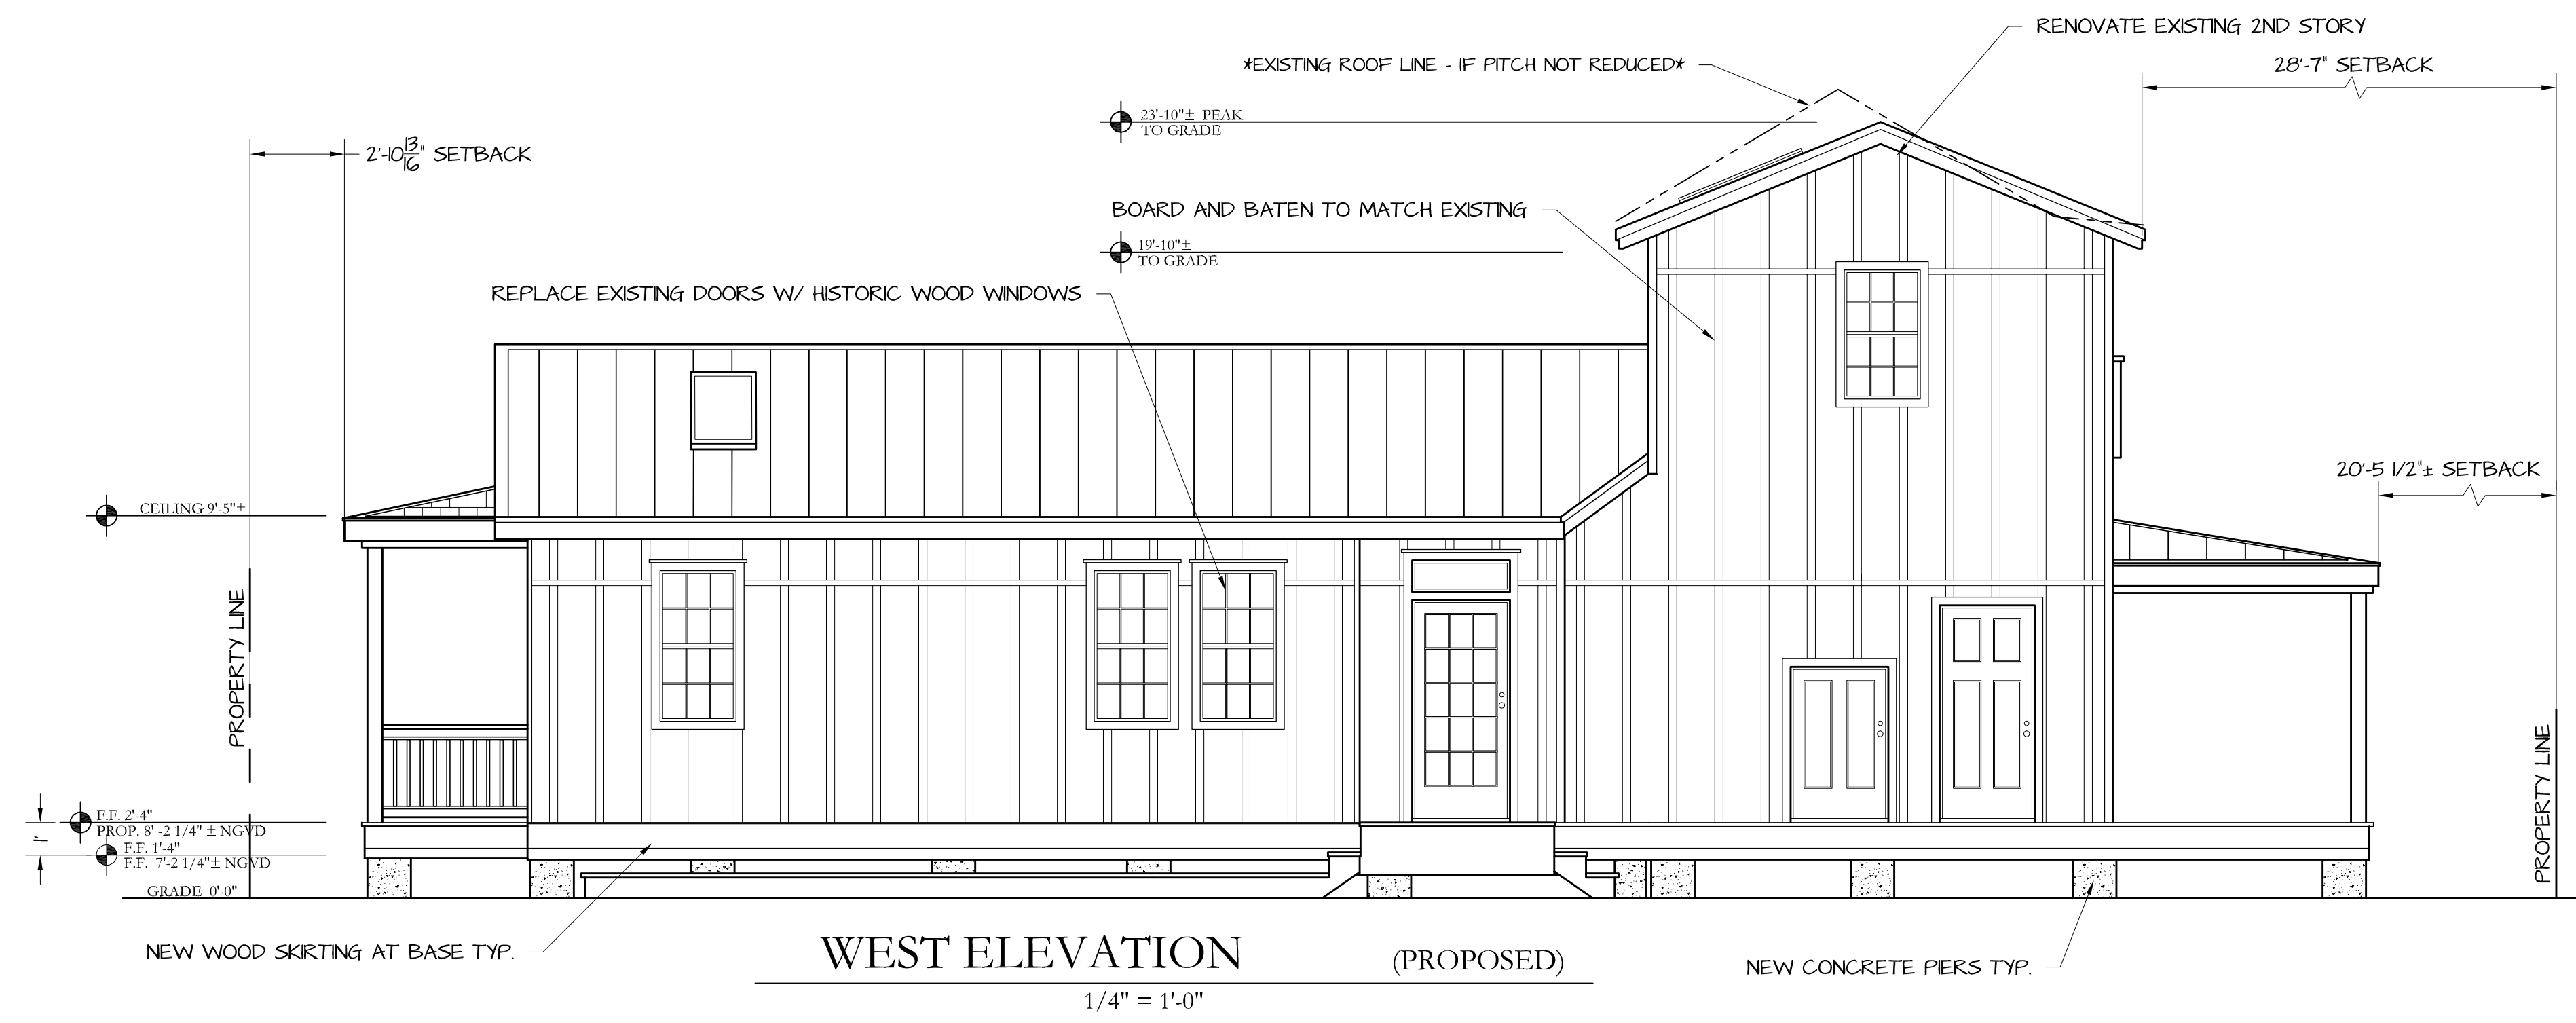 RENOVATE EXISTING 2ND STORY
*EXISTING ROOF LINE - IF PITCH NOT REDUCED*
28'-7" SETBACK
23'-10"± PEAK
TO GRADE
2'-10 13/16" SETBACK
BOARD AND BATEN TO MATCH EXISTING
19'-10"±
TO GRADE
REPLACE EXISTING DOORS W/ HISTORIC WOOD WINDOWS
20'-5 1/2"± SETBACK
CEILING 9'-5"±
PROPERTY LINE
PROPERTY LINE
F.F. 2'-4"
PROP. 8' -2 1/4" ± NGVD
1'
F.F. 1'-4"
F.F. 7'-2 1/4"± NGVD
GRADE 0'-0"
NEW WOOD SKIRTING AT BASE TYP.
WEST ELEVATION (PROPOSED)
NEW CONCRETE PIERS TYP.
1/4" = 1'-0"